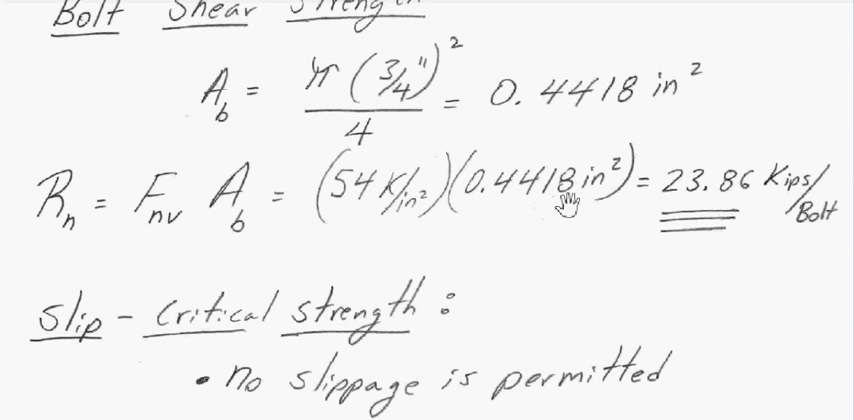 Bolt Shear Strength
A_b = π(3/4")² / 4 = 0.4418 in²
R_n = F_nv A_b = (54 K/in²)(0.4418 in²) = 23.86 Kips/Bolt
Slip - Critical strength :
• no slippage is permitted